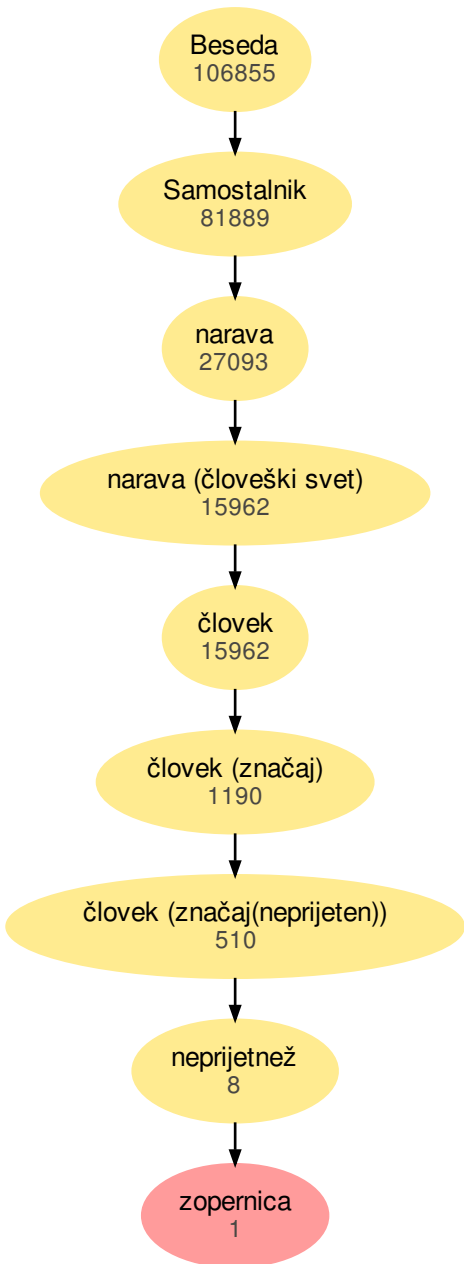 Beseda
106855
Samostalnik
81889
narava
27093
narava (človeški svet)
15962
človek
15962
človek (značaj)
1190
človek (značaj(neprijeten))
510
neprijetnež
8
zopernica
1